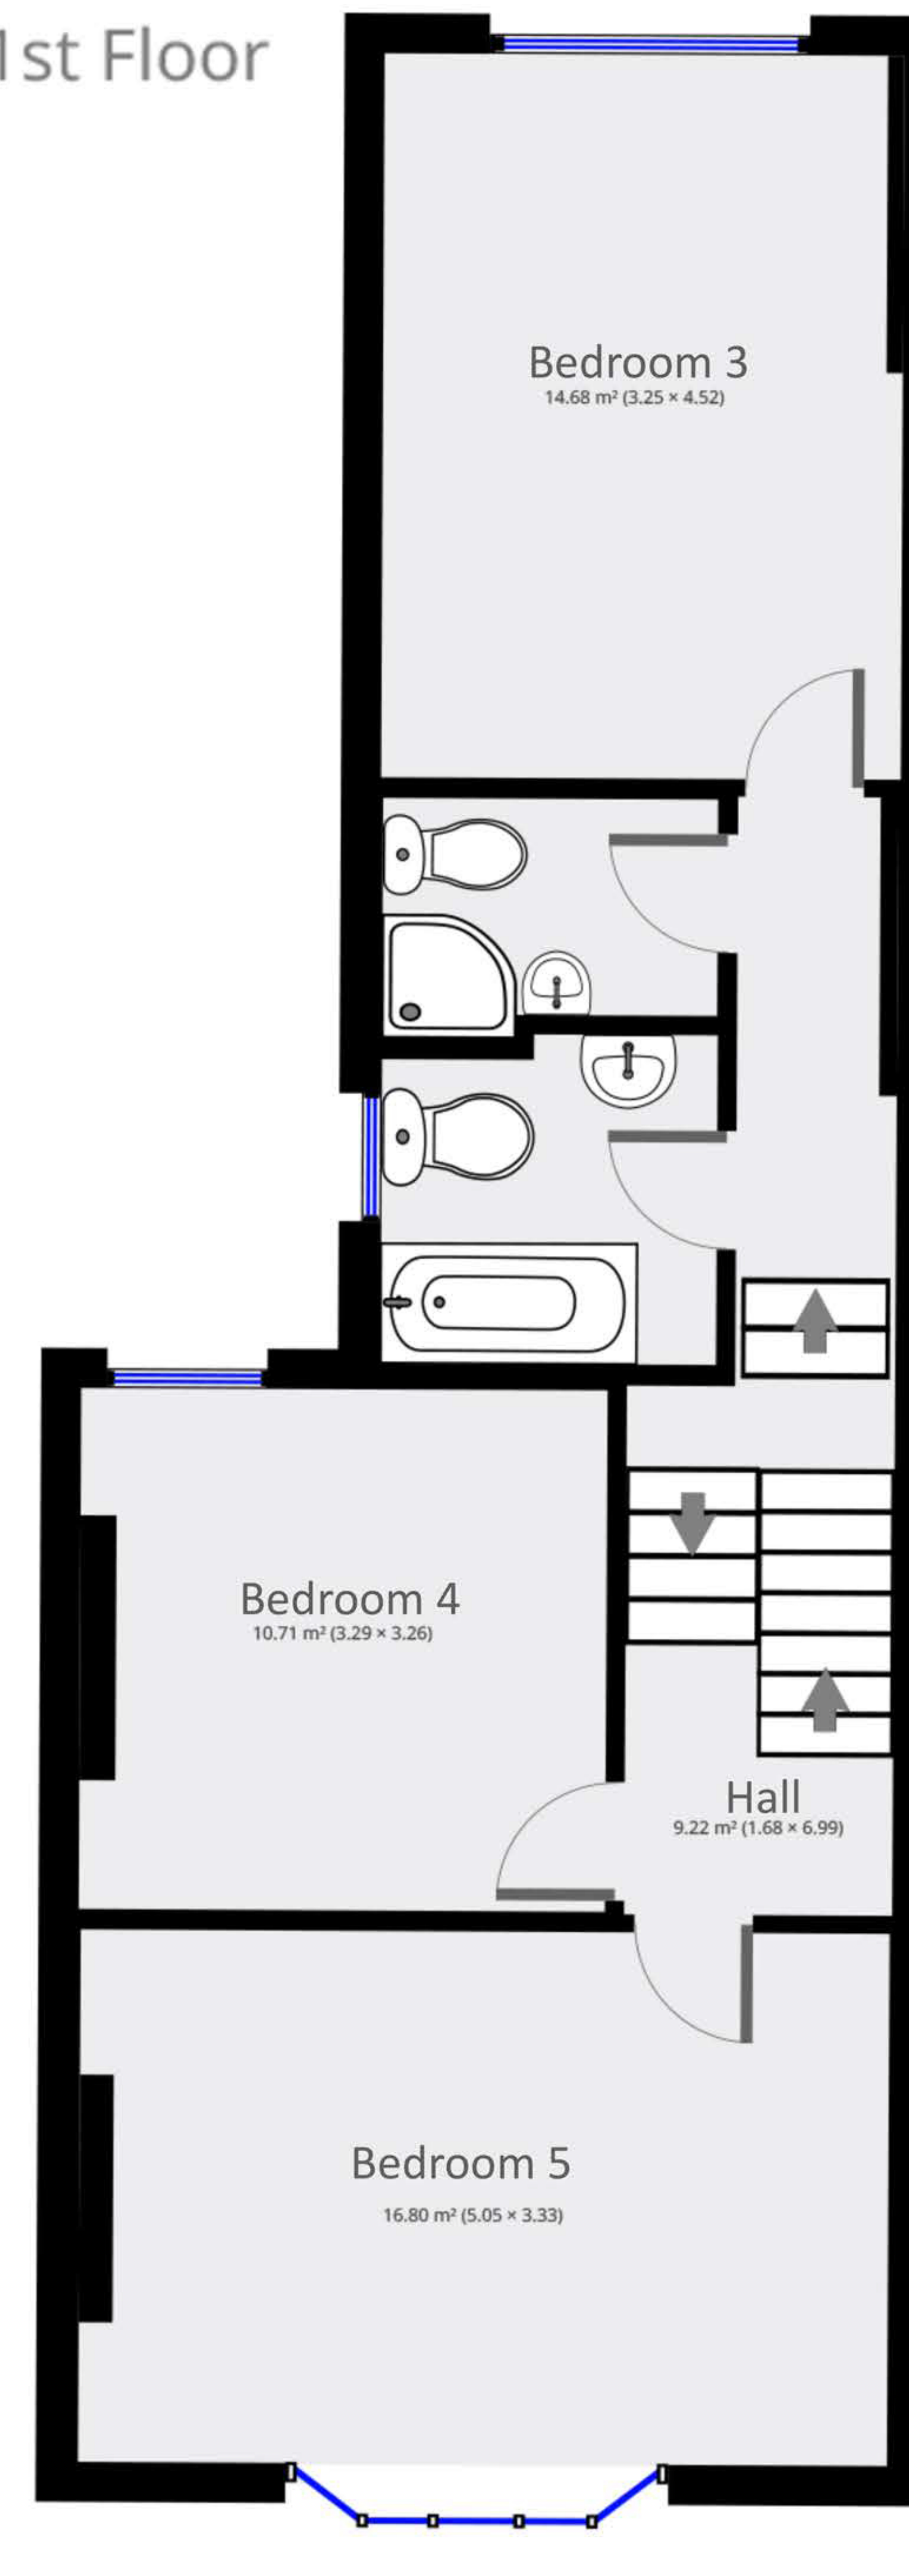 1st Floor
Bedroom 3
14.68 m² (3.25 × 4.52)
Bedroom 4
10.71 m² (3.29 × 3.26)
Hall
9.22 m² (1.68 × 6.99)
Bedroom 5
16.80 m² (5.05 × 3.33)